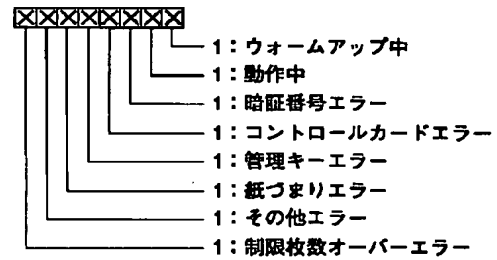 1：ウォームアップ中
1：動作中
1：暗証番号エラー
1：コントロールカードエラー
1：管理キーエラー
1：紙づまりエラー
1：その他エラー
1：制限枚数オーバーエラー